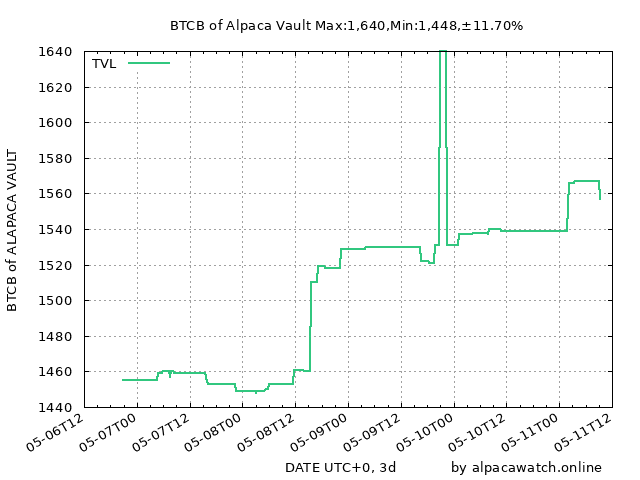 BTCB of Alpaca Vault Max:1,640,Min:1,448,±11.70%
TVL
BTCB of ALAPACA VAULT
1640
1620
1600
1580
1560
1540
1520
1500
1480
1460
1440
05-06T12
05-07T00
05-07T12
05-08T00
05-08T12
05-09T00
05-09T12
05-10T00
05-10T12
05-11T00
05-11T12
DATE UTC+0, 3d
by alpacawatch.online